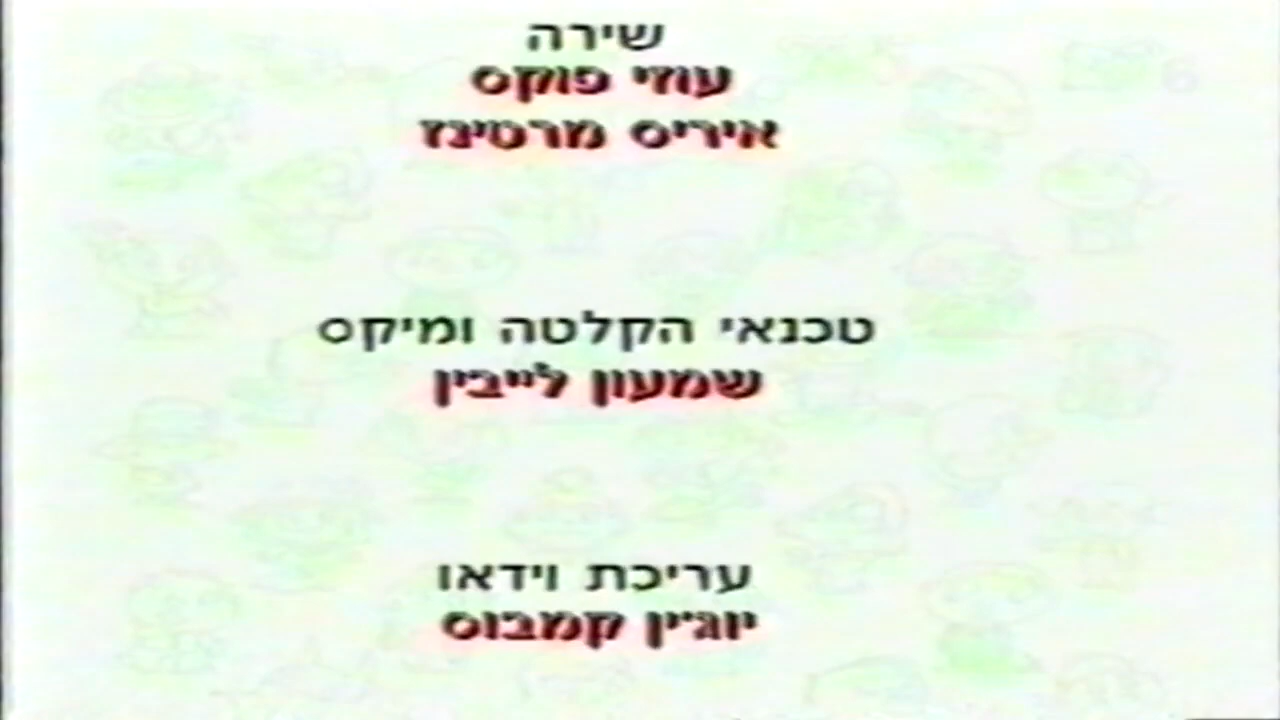 שירה
עוזי פוקס
איריס מרטינז
טכנאי הקלטה ומיקס
שמעון לייבין
עריכת וידאו
יוג'ין קמבוס